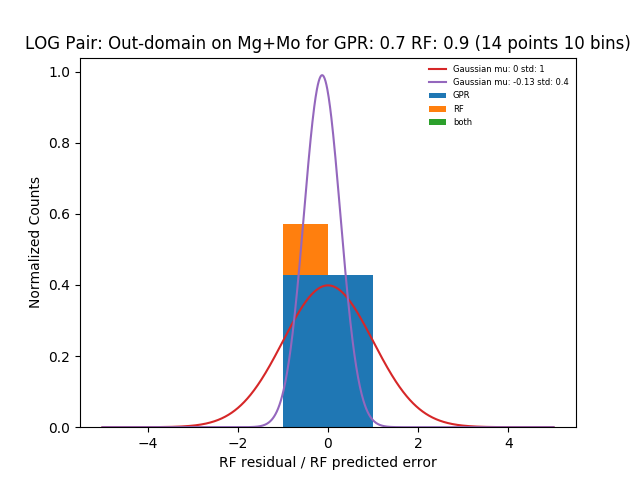 LOG Pair: Out-domain on Mg+Mo for GPR: 0.7 RF: 0.9 (14 points 10 bins)
Gaussian mu: 0 std: 1
Gaussian mu: -0.13 std: 0.4
GPR
RF
both
Normalized Counts
1.0
0.8
0.6
0.4
0.2
0.0
−4
−2
0
2
4
RF residual / RF predicted error